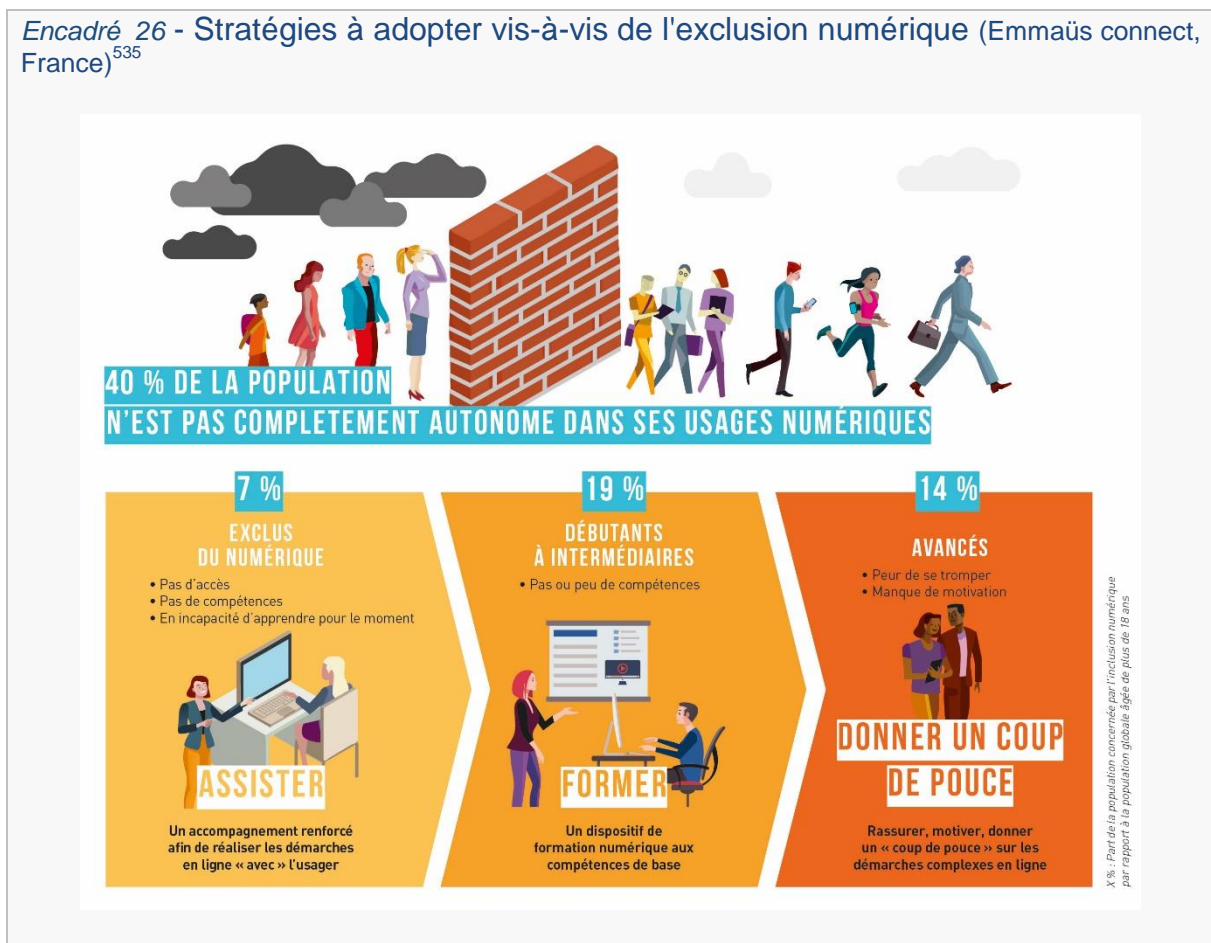 Encadré 26 - Stratégies à adopter vis-à-vis de l'exclusion numérique (Emmaüs connect,
France)535
40 % DE LA POPULATION
N'EST PAS COMPLETEMENT AUTONOME DANS SES USAGES NUMÉRIQUES
7 %
EXCLUS
DU NUMÉRIQUE
• Pas d'accès
• Pas de compétences
• En incapacité d'apprendre pour le moment
ASSISTER
Un accompagnement renforcé
afin de réaliser les démarches
en ligne « avec » l'usager
19 %
DÉBUTANTS
À INTERMÉDIAIRES
• Pas ou peu de compétences
FORMER
Un dispositif de
formation numérique aux
compétences de base
14 %
AVANCÉS
• Peur de se tromper
• Manque de motivation
DONNER UN COUP
DE POUCE
Rassurer, motiver, donner
un « coup de pouce » sur les
démarches complexes en ligne
X % : Part de la population concernée par l'inclusion numérique
par rapport à la population globale âgée de plus de 18 ans